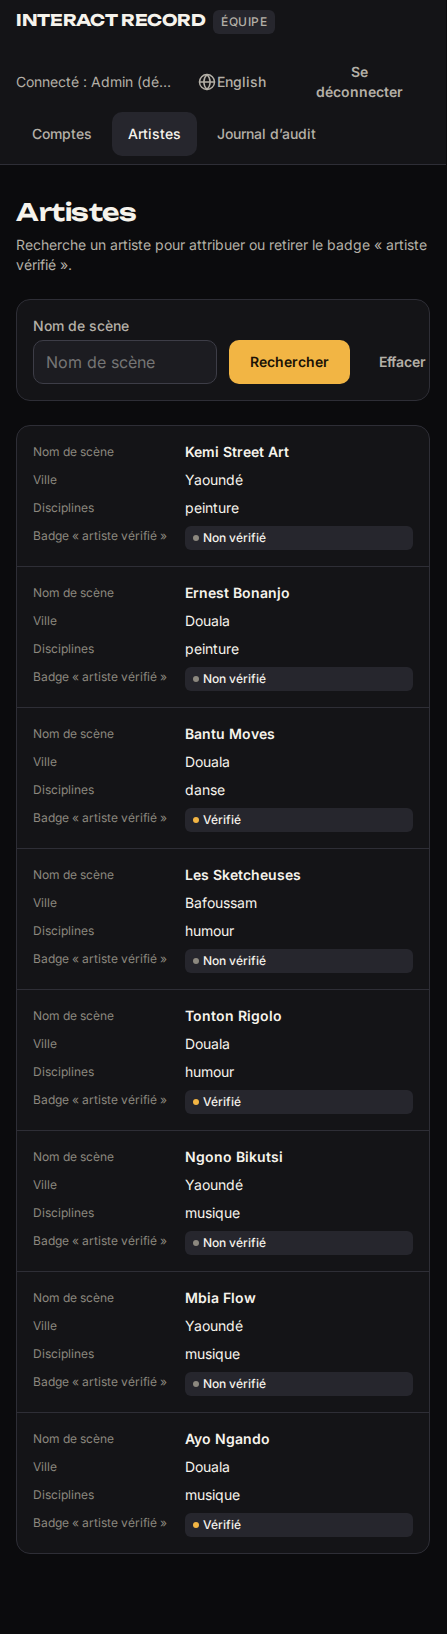 INTERACT RECORD ÉQUIPE
Connecté : Admin (dé... English Se déconnecter
Comptes Artistes Journal d'audit
Artistes
Recherche un artiste pour attribuer ou retirer le badge « artiste
vérifié ».
Nom de scène
Nom de scène Rechercher Effacer
Nom de scène Kemi Street Art
Ville Yaoundé
Disciplines peinture
Badge « artiste vérifié » Non vérifié
Nom de scène Ernest Bonanjo
Ville Douala
Disciplines peinture
Badge « artiste vérifié » Non vérifié
Nom de scène Bantu Moves
Ville Douala
Disciplines danse
Badge « artiste vérifié » Vérifié
Nom de scène Les Sketcheuses
Ville Bafoussam
Disciplines humour
Badge « artiste vérifié » Non vérifié
Nom de scène Tonton Rigolo
Ville Douala
Disciplines humour
Badge « artiste vérifié » Vérifié
Nom de scène Ngono Bikutsi
Ville Yaoundé
Disciplines musique
Badge « artiste vérifié » Non vérifié
Nom de scène Mbia Flow
Ville Yaoundé
Disciplines musique
Badge « artiste vérifié » Non vérifié
Nom de scène Ayo Ngando
Ville Douala
Disciplines musique
Badge « artiste vérifié » Vérifié